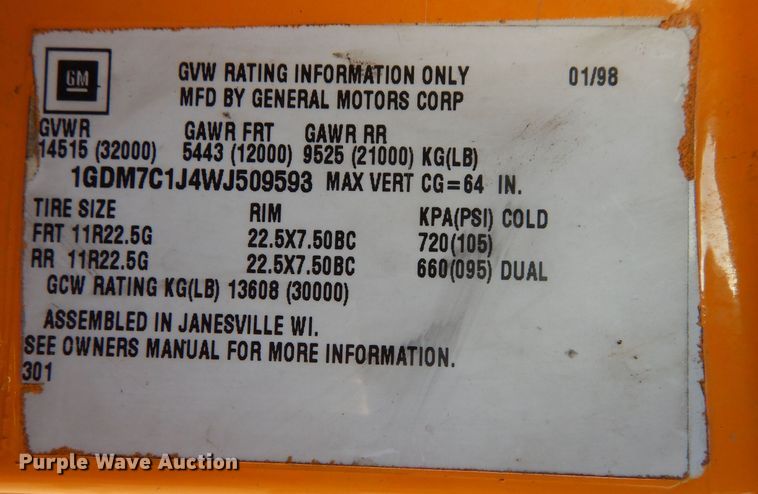 GM
GVW RATING INFORMATION ONLY 01/98
MFD BY GENERAL MOTORS CORP
GVWR GAWR FRT GAWR RR
14515 (32000) 5443 (12000) 9525 (21000) KG(LB)
1GDM7C1J4WJ509593 MAX VERT CG=64 IN.
TIRE SIZE RIM KPA(PSI) COLD
FRT 11R22.5G 22.5X7.50BC 720(105)
RR 11R22.5G 22.5X7.50BC 660(095) DUAL
GCW RATING KG(LB) 13608 (30000)
ASSEMBLED IN JANESVILLE WI.
SEE OWNERS MANUAL FOR MORE INFORMATION.
301
Purple Wave Auction